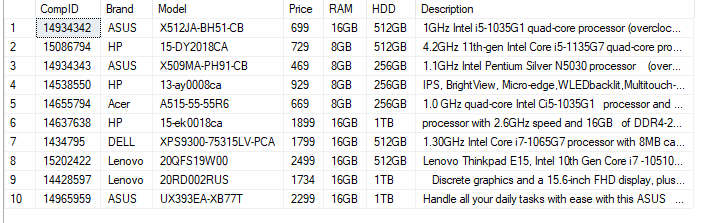 CompID Brand Model Price RAM HDD Description
1 14934342 ASUS X512JA-BH51-CB 699 16GB 512GB 1GHz Intel i5-1035G1 quad-core processor (overcloc...
2 15086794 HP 15-DY2018CA 729 8GB 512GB 4.2GHz 11th-gen Intel Core i5-1135G7 quad-core pro...
3 14934343 ASUS X509MA-PH91-CB 469 8GB 256GB 1.1GHz Intel Pentium Silver N5030 processor (over...
4 14538550 HP 13-ay0008ca 929 8GB 256GB IPS, BrightView, Micro-edge,WLEDbacklit,Multitouch-...
5 14655794 Acer A515-55-55R6 669 8GB 256GB 1.0 GHz quad-core Intel Ci5-1035G1 processor and ...
6 14637638 HP 15-ek0018ca 1899 16GB 1TB processor with 2.6GHz speed and 16GB of DDR4-2...
7 1434795 DELL XPS9300-75315LV-PCA 1799 16GB 512GB 1.30GHz Intel Core i7-1065G7 processor with 8MB ca...
8 15202422 Lenovo 20QFS19W00 2499 16GB 512GB Lenovo Thinkpad E15, Intel 10th Gen Core i7 -10510...
9 14428597 Lenovo 20RD002RUS 1734 16GB 1TB Discrete graphics and a 15.6-inch FHD display, plus...
10 14965959 ASUS UX393EA-XB77T 2299 16GB 1TB Handle all your daily tasks with ease with this ASUS ...